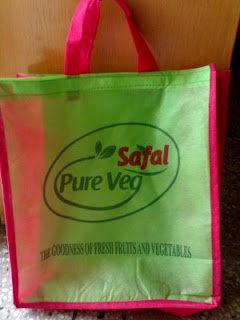 Safal
Pure Veg
THE GOODNESS OF FRESH FRUITS AND VEGETABLES